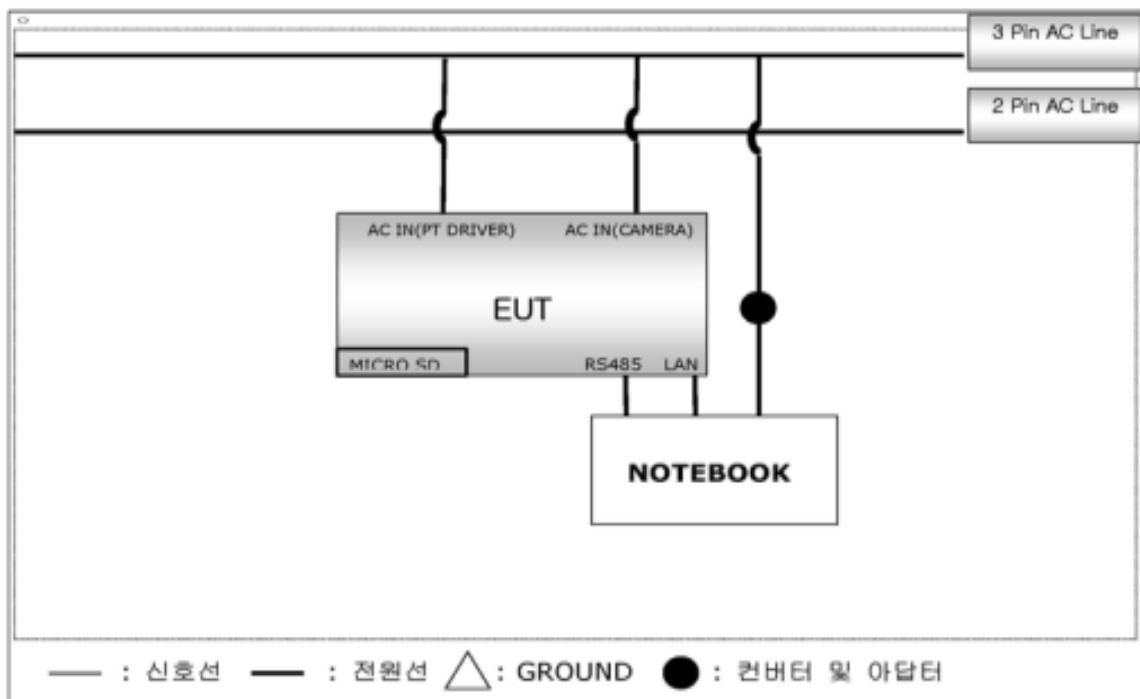 3 Pin AC Line
2 Pin AC Line
AC IN(PT DRIVER) AC IN(CAMERA)
EUT
MICRO SD RS485 LAN
NOTEBOOK
: 신호선 : 전원선 : GROUND : 컨버터 및 아답터